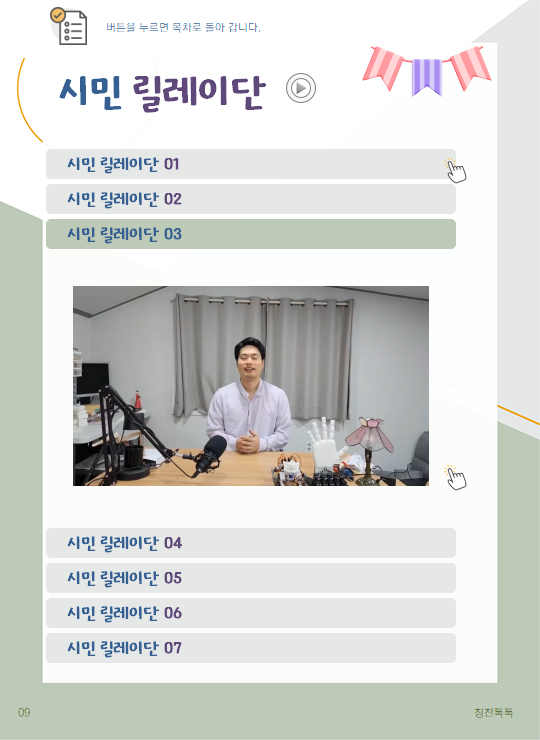 버튼을 누르면 목차로 돌아 갑니다.
시민 릴레이단
시민 릴레이단 01
시민 릴레이단 02
시민 릴레이단 03
시민 릴레이단 04
시민 릴레이단 05
시민 릴레이단 06
시민 릴레이단 07
09
칭찬톡톡